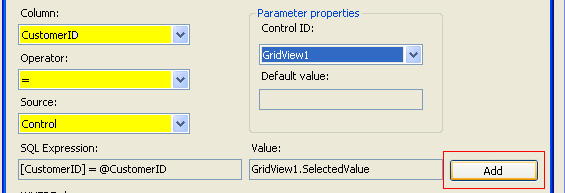 Column:
CustomerID
Operator:
=
Source:
Control
Parameter properties
Control ID:
GridView1
Default value:
SQL Expression:
[CustomerID] = @CustomerID
Value:
GridView1.SelectedValue
Add